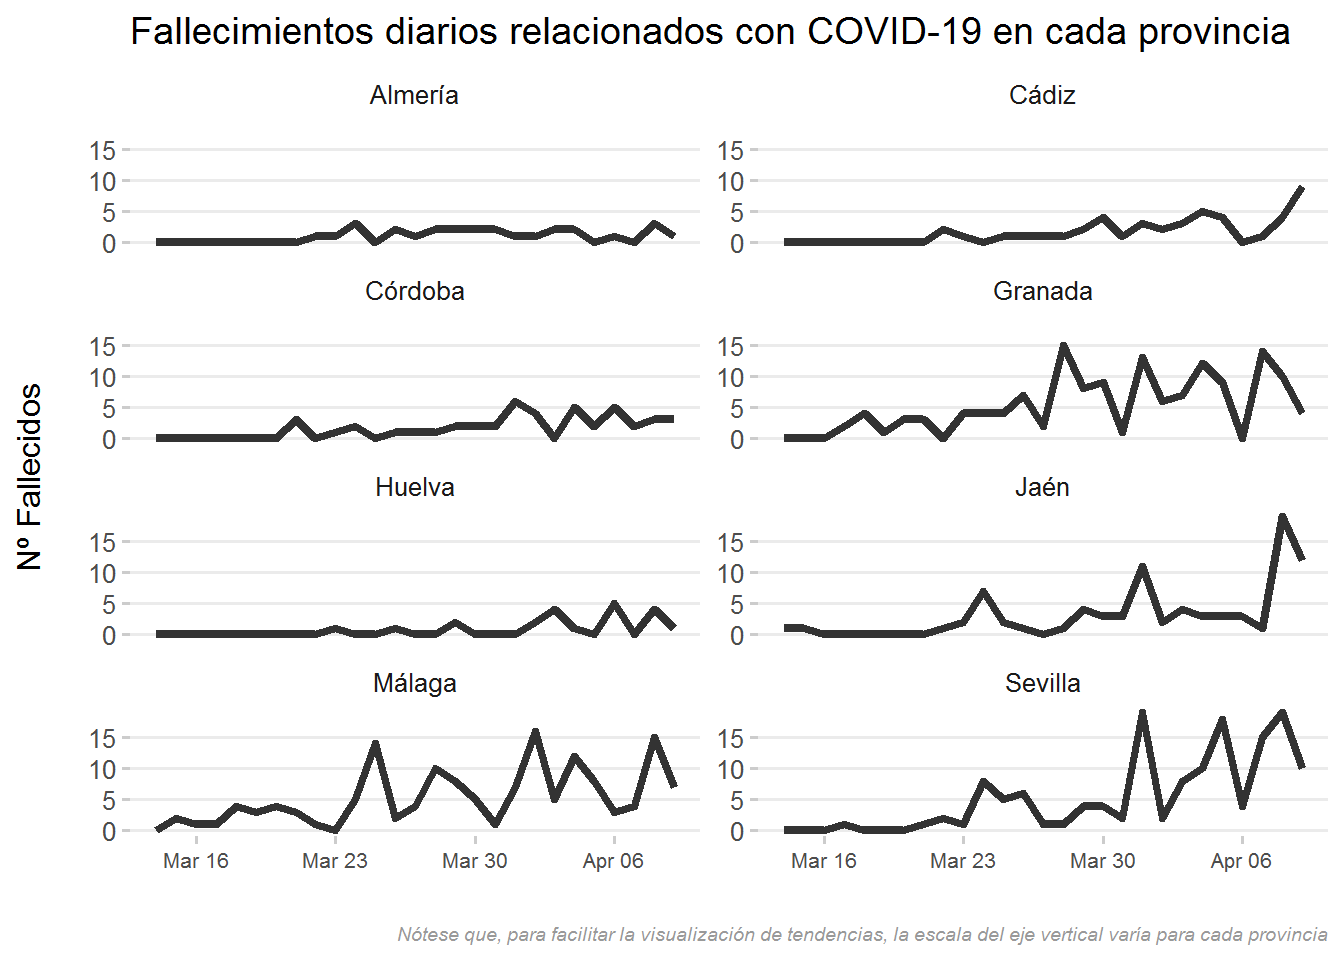 Fallecimientos diarios relacionados con COVID-19 en cada provincia
Nº Fallecidos
Almería
15
10
5
0
Cádiz
15
10
5
0
Córdoba
15
10
5
0
Granada
15
10
5
0
Huelva
15
10
5
0
Jaén
15
10
5
0
Málaga
15
10
5
0
Mar 16 Mar 23 Mar 30 Apr 06
Sevilla
15
10
5
0
Mar 16 Mar 23 Mar 30 Apr 06
Nótese que, para facilitar la visualización de tendencias, la escala del eje vertical varía para cada provincia